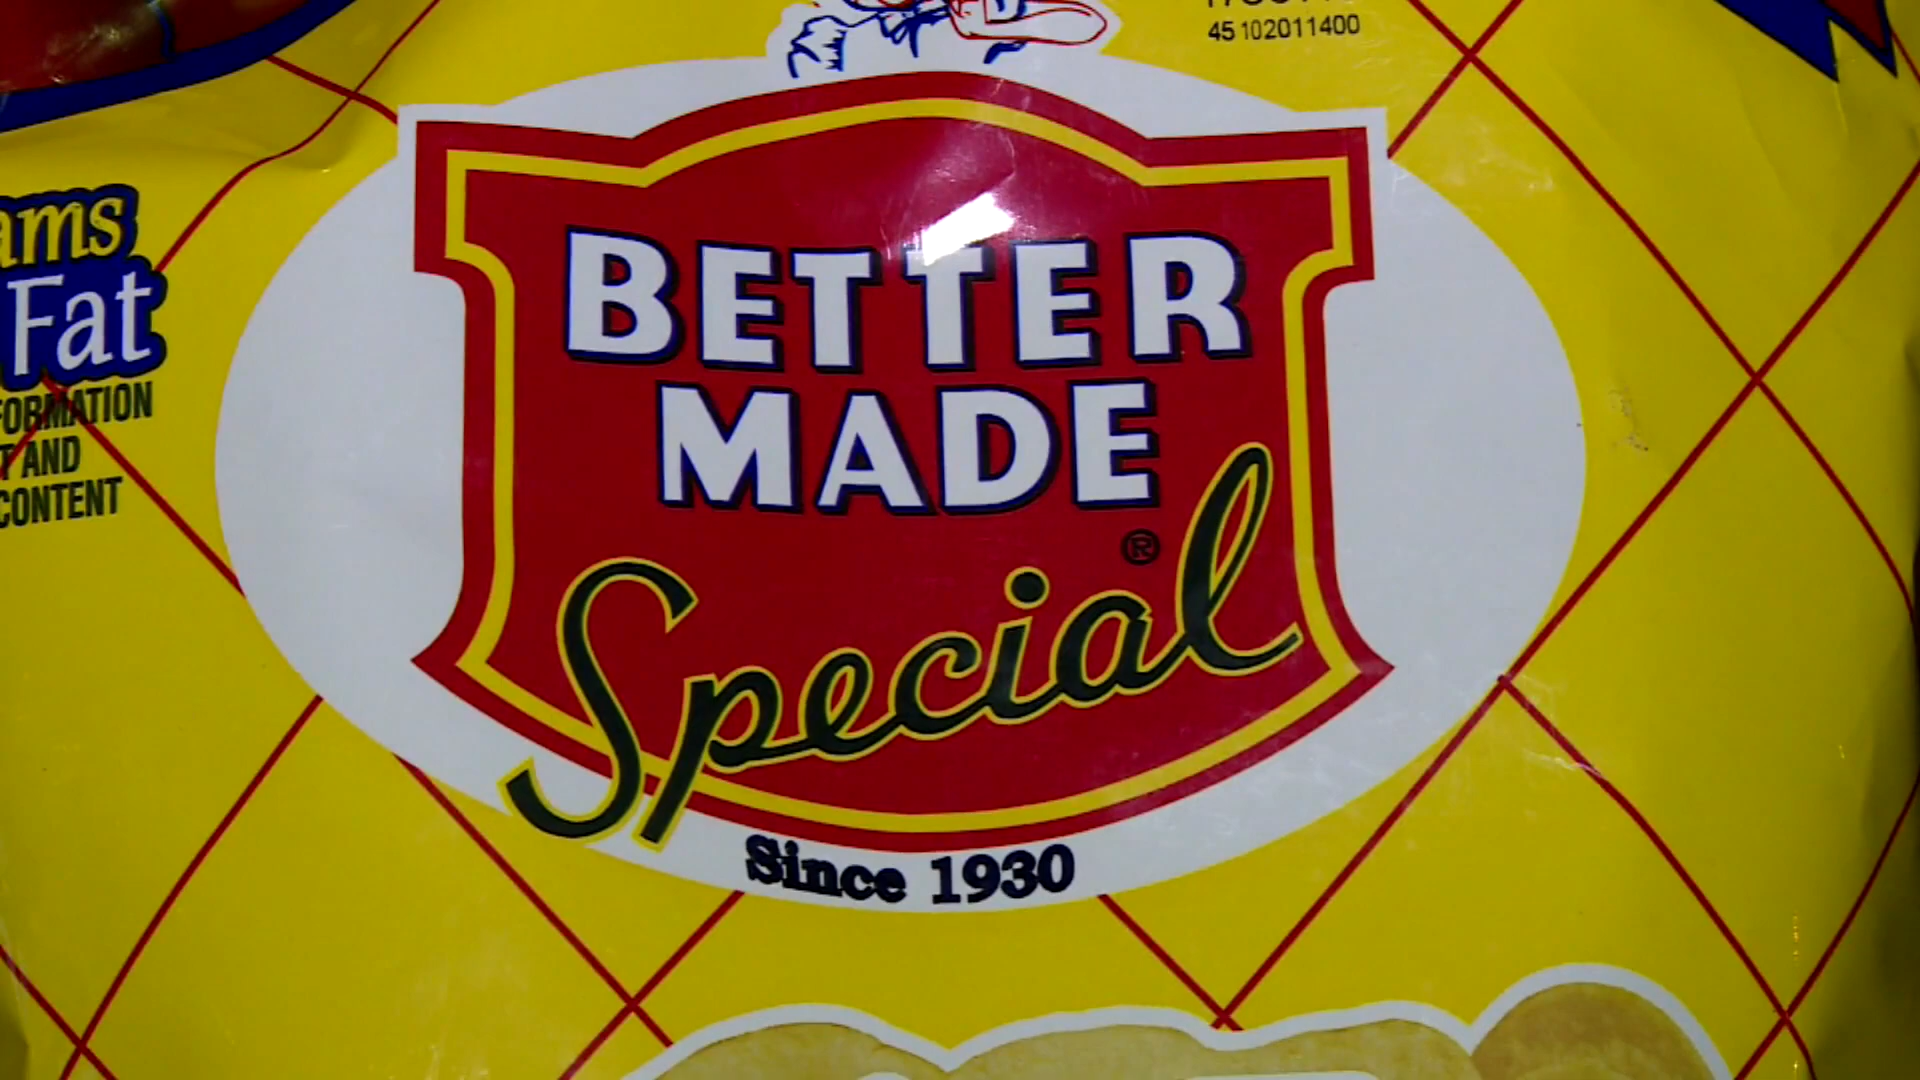 45 102011400
BETTER
MADE
®
Special
Since 1930
ams
Fat
FORMATION
T AND
CONTENT